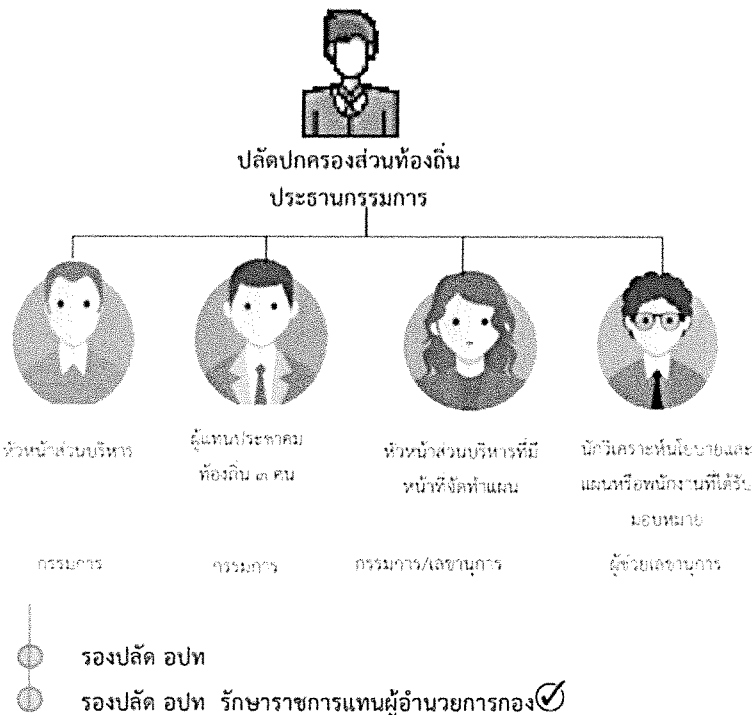 ปลัดปกครองส่วนท้องถิ่น
ประธานกรรมการ
หัวหน้าส่วนบริหาร
ผู้แทนประชาคม
ท้องถิ่น ๓ คน
หัวหน้าส่วนบริหารที่มี
หน้าที่จัดทำแผน
นักวิเคราะห์นโยบายและ
แผนหรือพนักงานที่ได้รับ
มอบหมาย
กรรมการ
กรรมการ
กรรมการ/เลขานุการ
ผู้ช่วยเลขานุการ
รองปลัด อปท
รองปลัด อปท รักษาราชการแทนผู้อำนวยการกอง